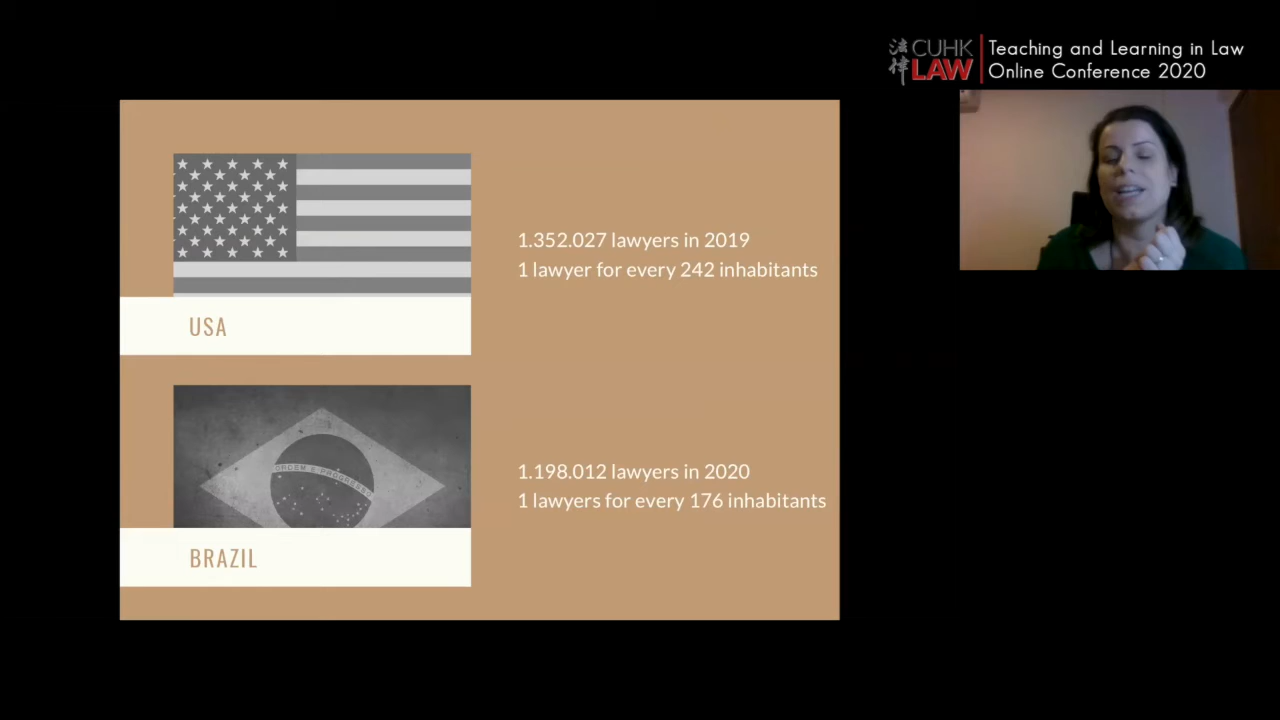 法律 CUHK LAW
Teaching and Learning in Law
Online Conference 2020
1.352.027 lawyers in 2019
1 lawyer for every 242 inhabitants
USA
ORDEM E PROGRESSO
1.198.012 lawyers in 2020
1 lawyers for every 176 inhabitants
BRAZIL